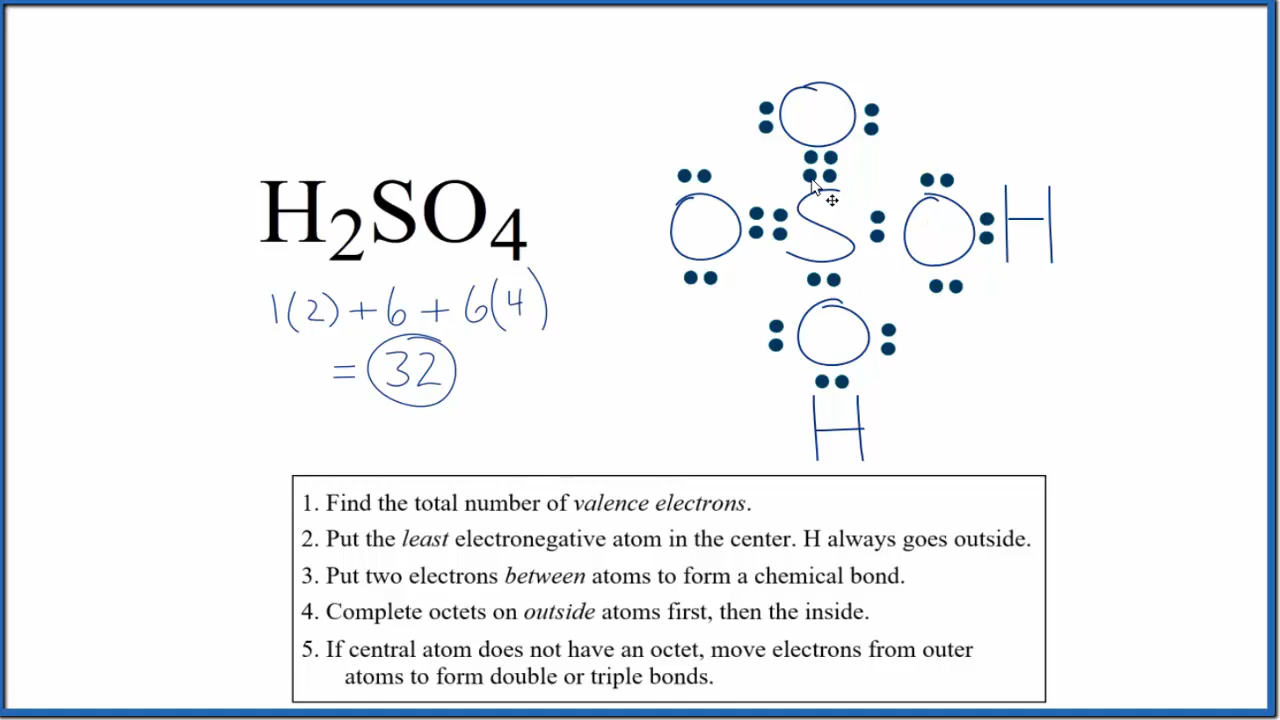 H₂SO₄
1(2)+6+6(4)
= 32
O
O S O H
O
H
1. Find the total number of valence electrons.
2. Put the least electronegative atom in the center. H always goes outside.
3. Put two electrons between atoms to form a chemical bond.
4. Complete octets on outside atoms first, then the inside.
5. If central atom does not have an octet, move electrons from outer
atoms to form double or triple bonds.